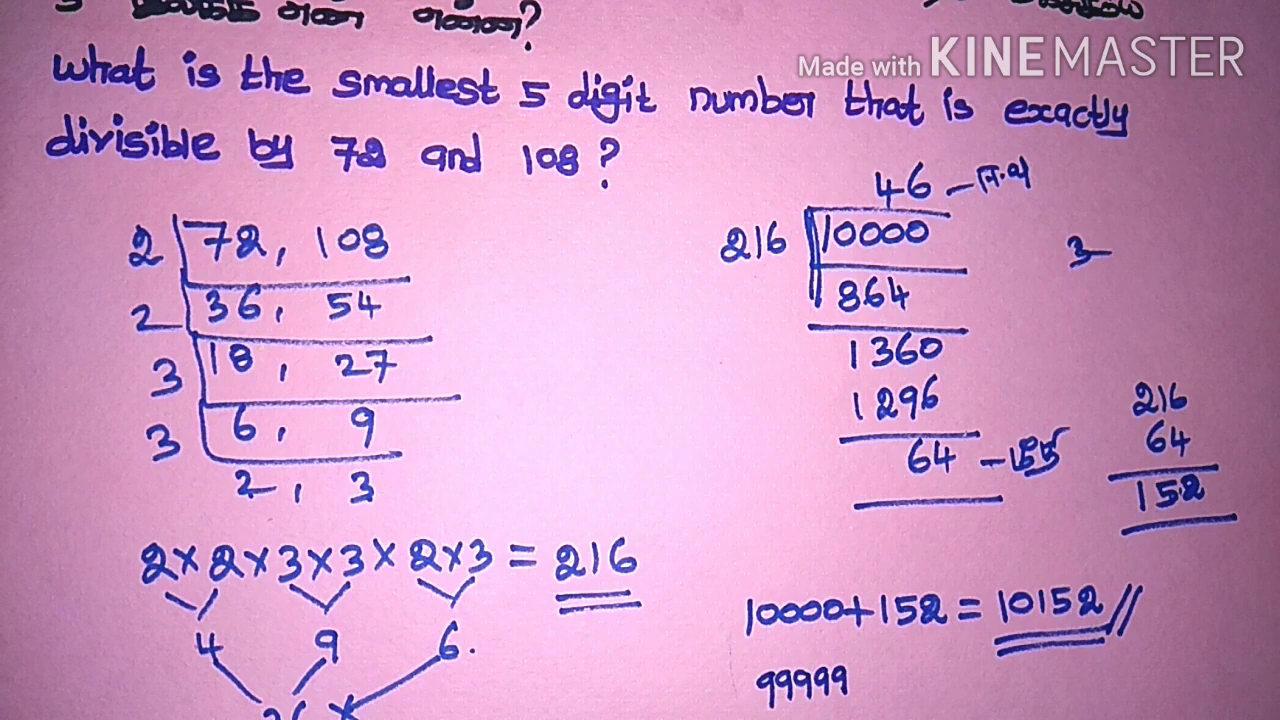 எண் என்ன?
Made with KINEMASTER
What is the smallest 5 digit number that is exactly
divisible by 72 and 108?
2 72, 108
2 36, 54
3 18, 27
3 6, 9
2, 3
2×2×3×3×2×3 = 216
4 9 6.
46
216 10000
3
864
1360
1296
64
216
64
152
10000+152 = 10152//
99999